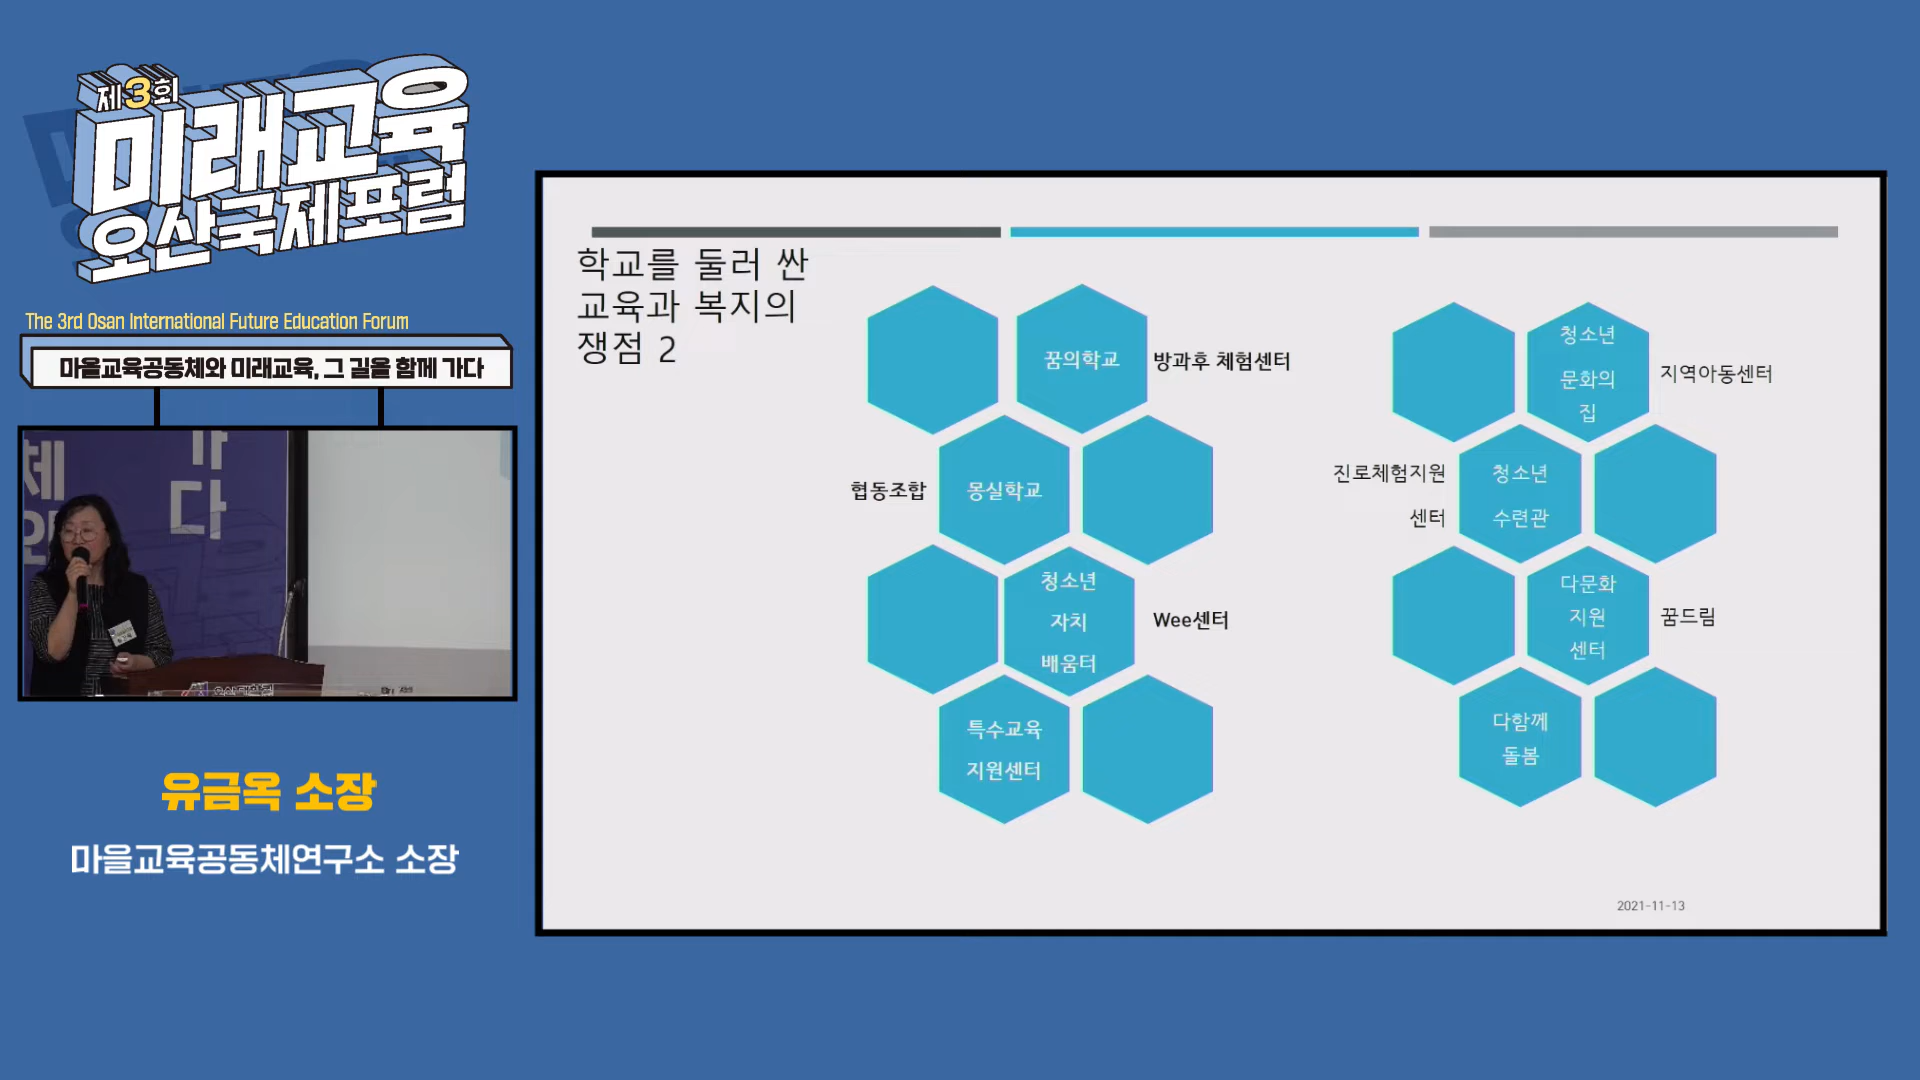 제3회
미래교육
오산국제포럼
The 3rd Osan International Future Education Forum
마을교육공동체와 미래교육, 그 길을 함께 가다
체
가
다
유금옥 소장
마을교육공동체연구소 소장
학교를 둘러 싼
교육과 복지의
쟁점 2
꿈의학교
방과후 체험센터
협동조합
몽실학교
청소년
자치
배움터
Wee센터
특수교육
지원센터
청소년
문화의
집
지역아동센터
진로체험지원
센터
청소년
수련관
다문화
지원
센터
꿈드림
다함께
돌봄
2021-11-13